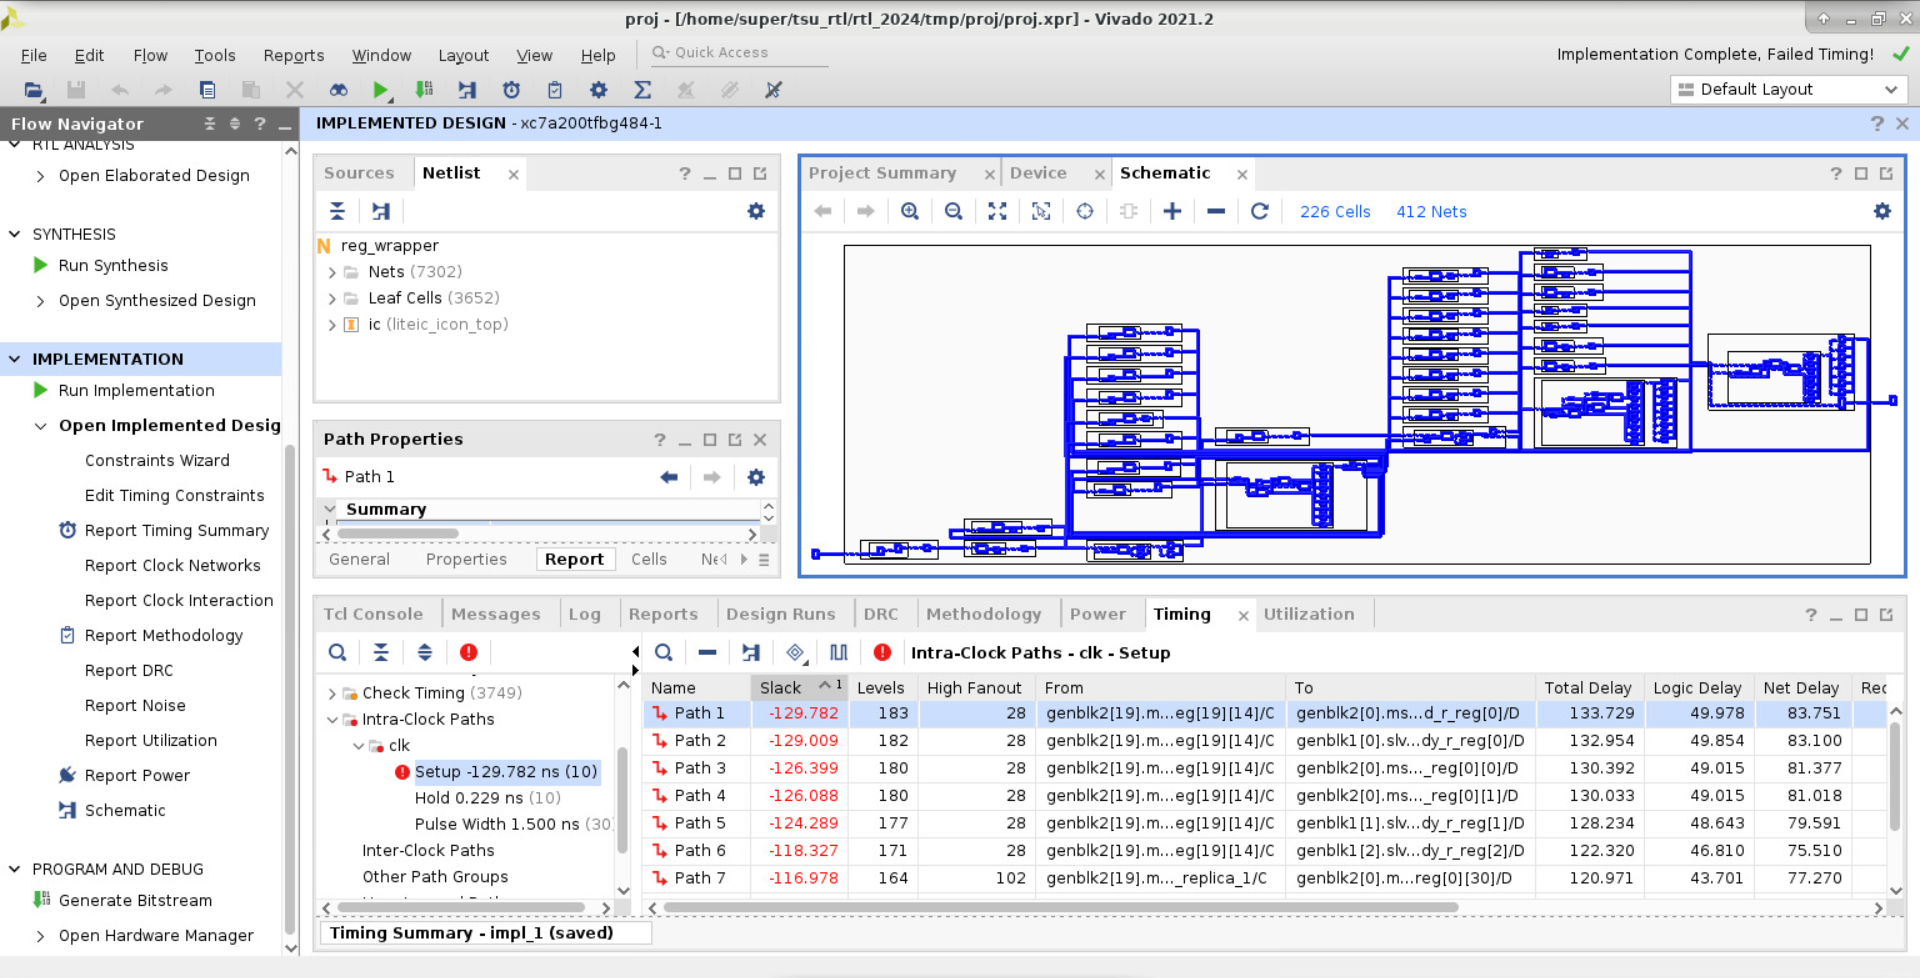 proj - [/home/super/tsu_rtl/rtl_2024/tmp/proj/proj.xpr] - Vivado 2021.2
File Edit Flow Tools Reports Window Layout View Help Quick Access
Implementation Complete, Failed Timing!
Default Layout
Flow Navigator
RTL ANALYSIS
Open Elaborated Design
SYNTHESIS
Run Synthesis
Open Synthesized Design
IMPLEMENTATION
Run Implementation
Open Implemented Desig
Constraints Wizard
Edit Timing Constraints
Report Timing Summary
Report Clock Networks
Report Clock Interaction
Report Methodology
Report DRC
Report Noise
Report Utilization
Report Power
Schematic
PROGRAM AND DEBUG
Generate Bitstream
Open Hardware Manager
IMPLEMENTED DESIGN - xc7a200tfbg484-1
Sources Netlist
reg_wrapper
Nets (7302)
Leaf Cells (3652)
ic (liteic_icon_top)
Path Properties
Path 1
Summary
General Properties Report Cells Ne
Project Summary Device Schematic
226 Cells 412 Nets
Tcl Console Messages Log Reports Design Runs DRC Methodology Power Timing Utilization
Check Timing (3749)
Intra-Clock Paths
clk
Setup -129.782 ns (10)
Hold 0.229 ns (10)
Pulse Width 1.500 ns (30
Inter-Clock Paths
Other Path Groups
Intra-Clock Paths - clk - Setup
Name Slack 1 Levels High Fanout From To Total Delay Logic Delay Net Delay Rec
Path 1 -129.782 183 28 genblk2[19].m...eg[19][14]/C genblk2[0].ms...d_r_reg[0]/D 133.729 49.978 83.751
Path 2 -129.009 182 28 genblk2[19].m...eg[19][14]/C genblk1[0].slv...dy_r_reg[0]/D 132.954 49.854 83.100
Path 3 -126.399 180 28 genblk2[19].m...eg[19][14]/C genblk2[0].ms..._reg[0][0]/D 130.392 49.015 81.377
Path 4 -126.088 180 28 genblk2[19].m...eg[19][14]/C genblk2[0].ms..._reg[0][1]/D 130.033 49.015 81.018
Path 5 -124.289 177 28 genblk2[19].m...eg[19][14]/C genblk1[1].slv...dy_r_reg[1]/D 128.234 48.643 79.591
Path 6 -118.327 171 28 genblk2[19].m...eg[19][14]/C genblk1[2].slv...dy_r_reg[2]/D 122.320 46.810 75.510
Path 7 -116.978 164 102 genblk2[19].m..._replica_1/C genblk2[0].m...reg[0][30]/D 120.971 43.701 77.270
Timing Summary - impl_1 (saved)